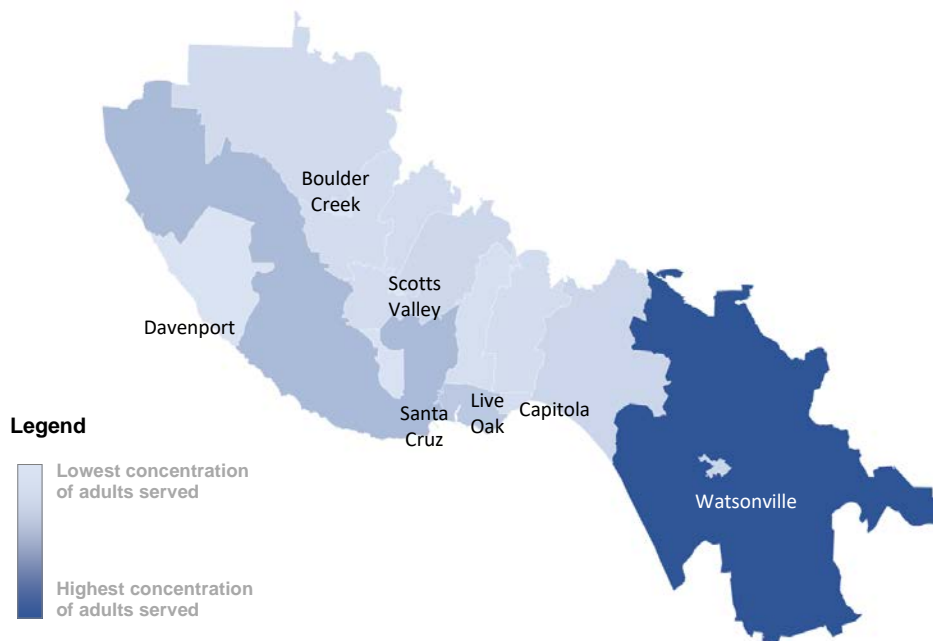 Boulder
Creek
Scotts
Valley
Davenport
Santa
Cruz
Live
Oak
Capitola
Watsonville
Legend
Lowest concentration
of adults served
Highest concentration
of adults served